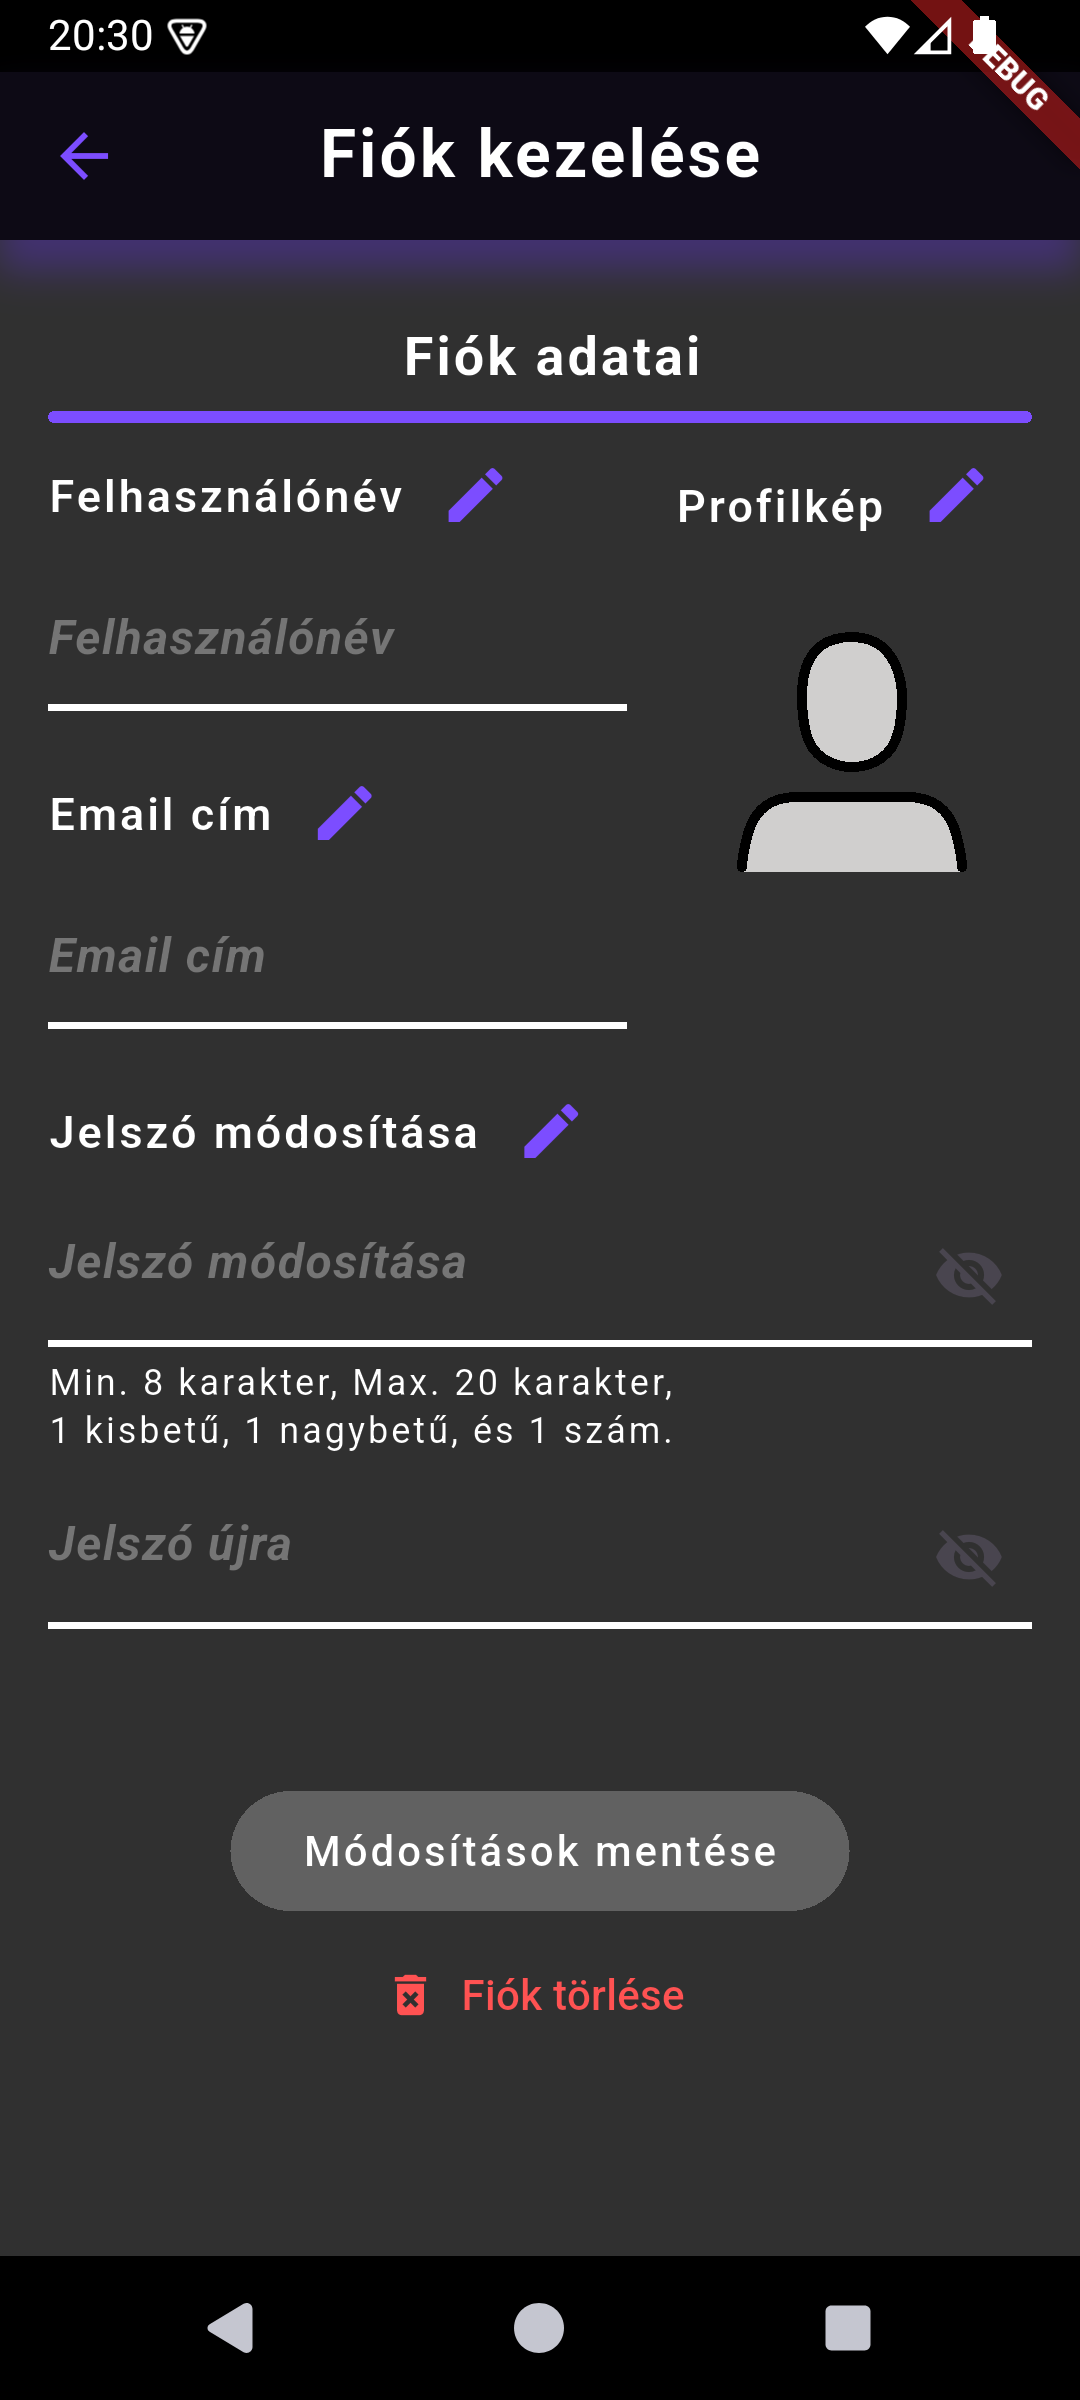 20:30
EBUG
Fiók kezelése
Fiók adatai
Felhasználónév
Profilkép
Felhasználónév
Email cím
Email cím
Jelszó módosítása
Jelszó módosítása
Min. 8 karakter, Max. 20 karakter,
1 kisbetű, 1 nagybetű, és 1 szám.
Jelszó újra
Módosítások mentése
Fiók törlése